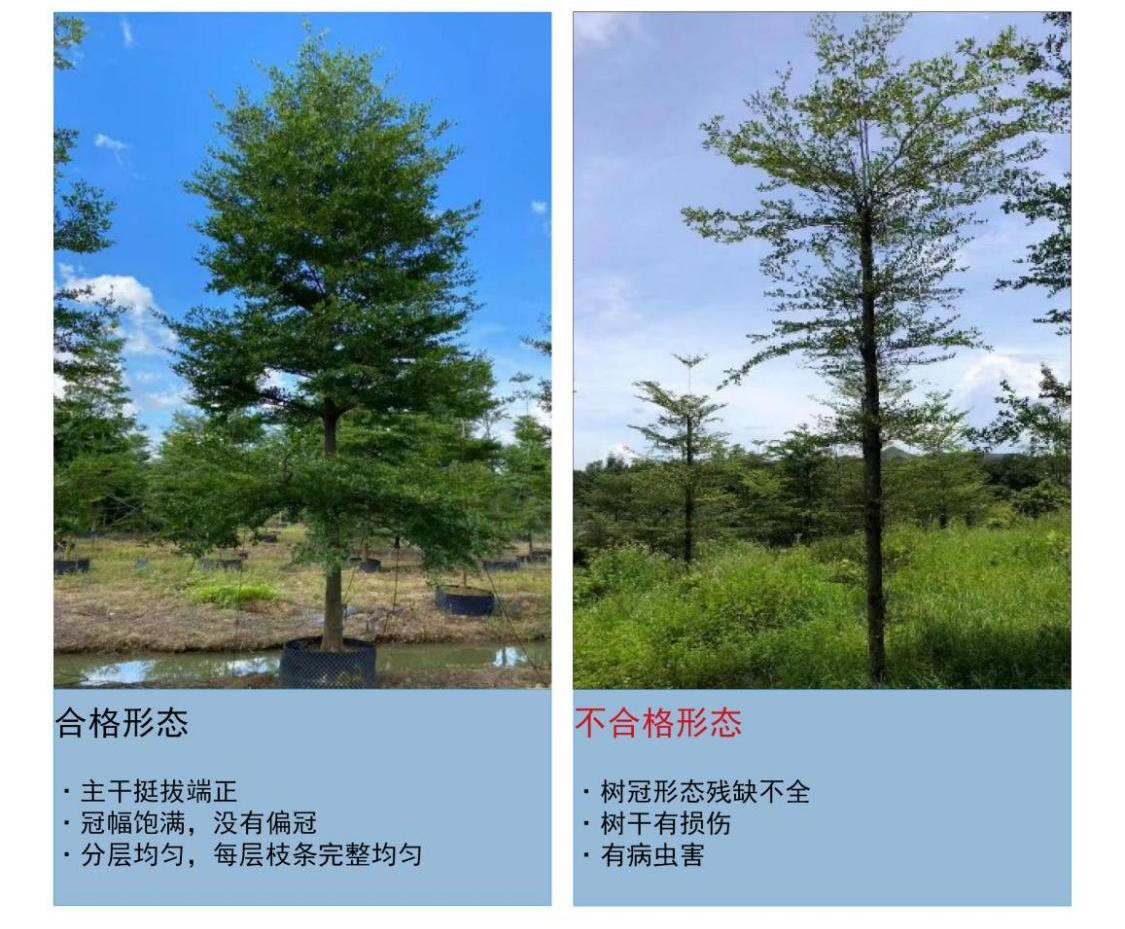 合格形态
· 主干挺拔端正
· 冠幅饱满，没有偏冠
· 分层均匀，每层枝条完整均匀
不合格形态
· 树冠形态残缺不全
· 树干有损伤
· 有病虫害